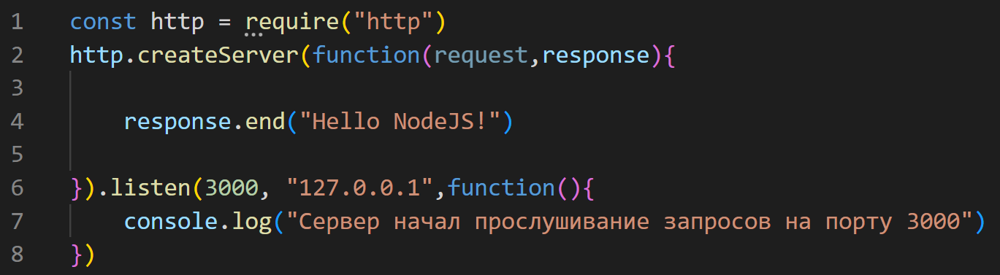 1 const http = require("http")
2 http.createServer(function(request,response){
3
4 response.end("Hello NodeJS!")
5
6 }).listen(3000, "127.0.0.1",function(){
7 console.log("Сервер начал прослушивание запросов на порту 3000")
8 })